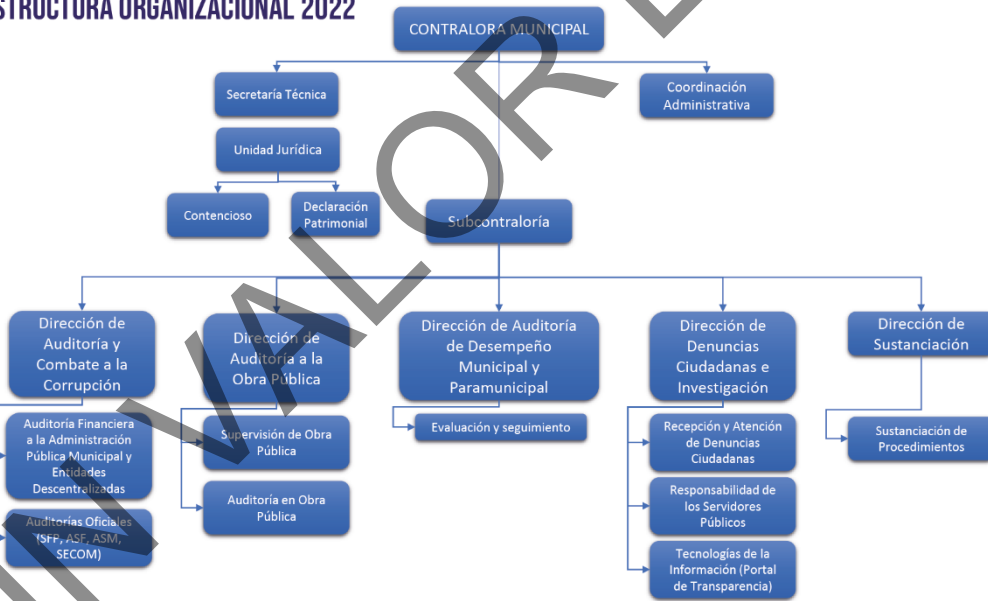 STRUCTURA ORGANIZACIONAL 2022
CONTRALORA MUNICIPAL
Secretaría Técnica
Coordinación
Administrativa
Unidad Jurídica
Contencioso
Declaración
Patrimonial
Subcontraloría
Dirección de
Auditoría y
Combate a la
Corrupción
Auditoría Financiera
a la Administración
Pública Municipal y
Entidades
Descentralizadas
Auditorías Oficiales
(SFP, ASF, ASM,
SECOM)
Dirección de
Auditoría a la
Obra Pública
Supervisión de Obra
Pública
Auditoría en Obra
Pública
Dirección de Auditoría
de Desempeño
Municipal y
Paramunicipal
Evaluación y seguimiento
Dirección de
Denuncias
Ciudadanas e
Investigación
Recepción y Atención
de Denuncias
Ciudadanas
Responsabilidad de
los Servidores
Públicos
Tecnologías de la
Información (Portal
de Transparencia)
Dirección de
Sustanciación
Sustanciación de
Procedimientos
IN VALOR L